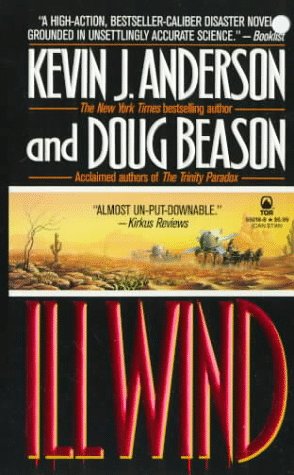 "A HIGH-ACTION, BESTSELLER-CALIBER DISASTER NOVEL
GROUNDED IN UNSETTLINGLY ACCURATE SCIENCE." — Booklist
KEVIN J. ANDERSON
The New York Times bestselling author
and DOUG BEASON
Acclaimed authors of The Trinity Paradox
"ALMOST UN-PUT-DOWNABLE."
— Kirkus Reviews
TOR
ILL WIND